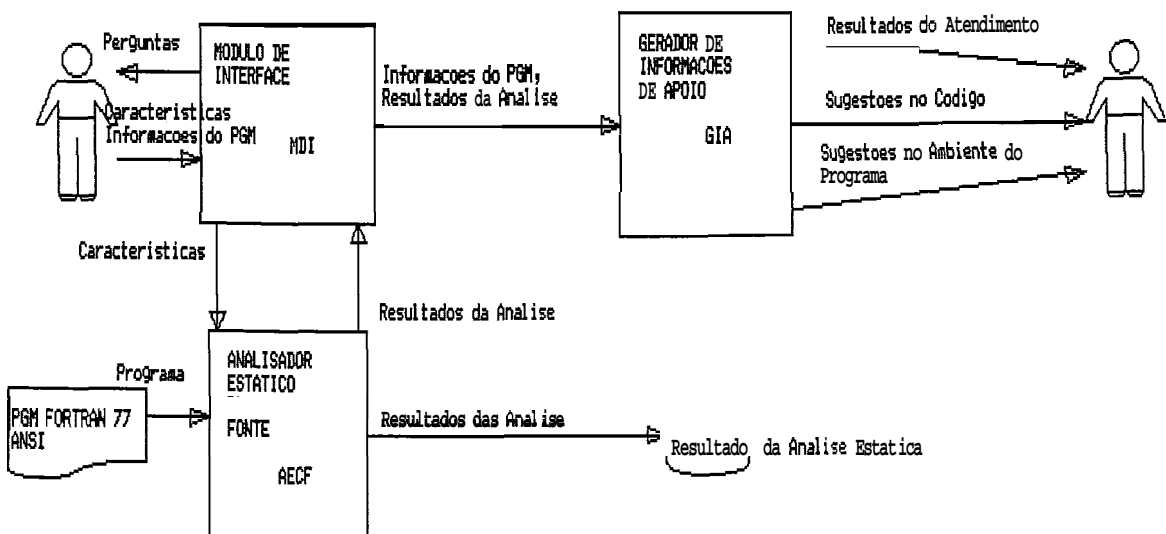 Perguntas
Características
Informacoes do PGM
MODULO DE
INTERFACE
MDI
Informacoes do PGM,
Resultados da Analise
GERADOR DE
INFORMACOES
DE APOIO
GIA
Resultados do Atendimento
Sugestoes no Codigo
Sugestoes no Ambiente do
Programa
Características
Resultados da Analise
Programa
PGM FORTRAN 77
ANSI
ANALISADOR
ESTATICO
FONTE
AECF
Resultados das Analise
Resultado da Analise Estatica